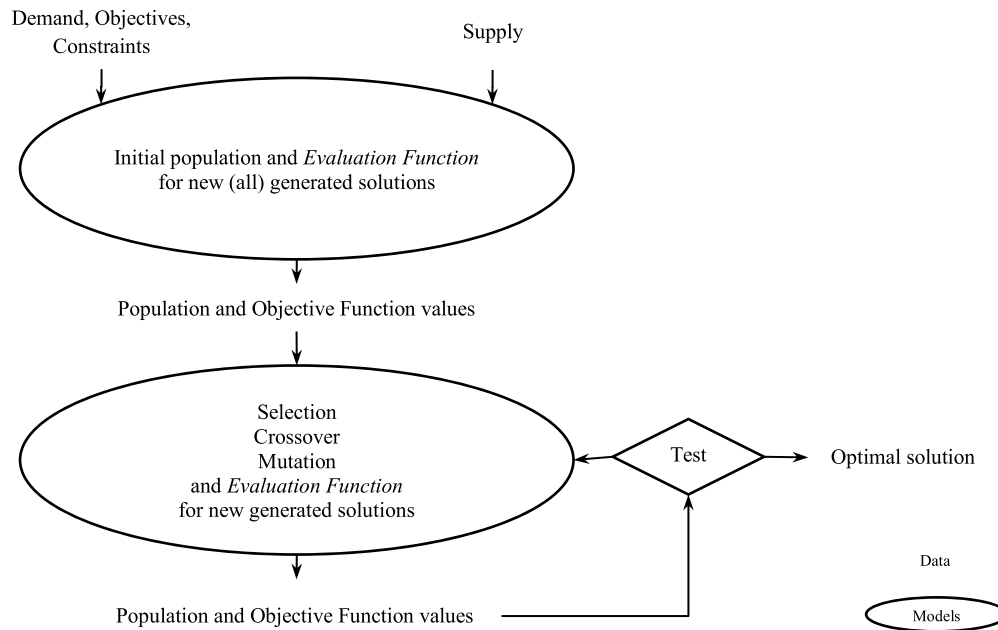 Demand, Objectives,
Constraints
Supply
Initial population and Evaluation Function
for new (all) generated solutions
Population and Objective Function values
Selection
Crossover
Mutation
and Evaluation Function
for new generated solutions
Test
Optimal solution
Data
Population and Objective Function values
Models